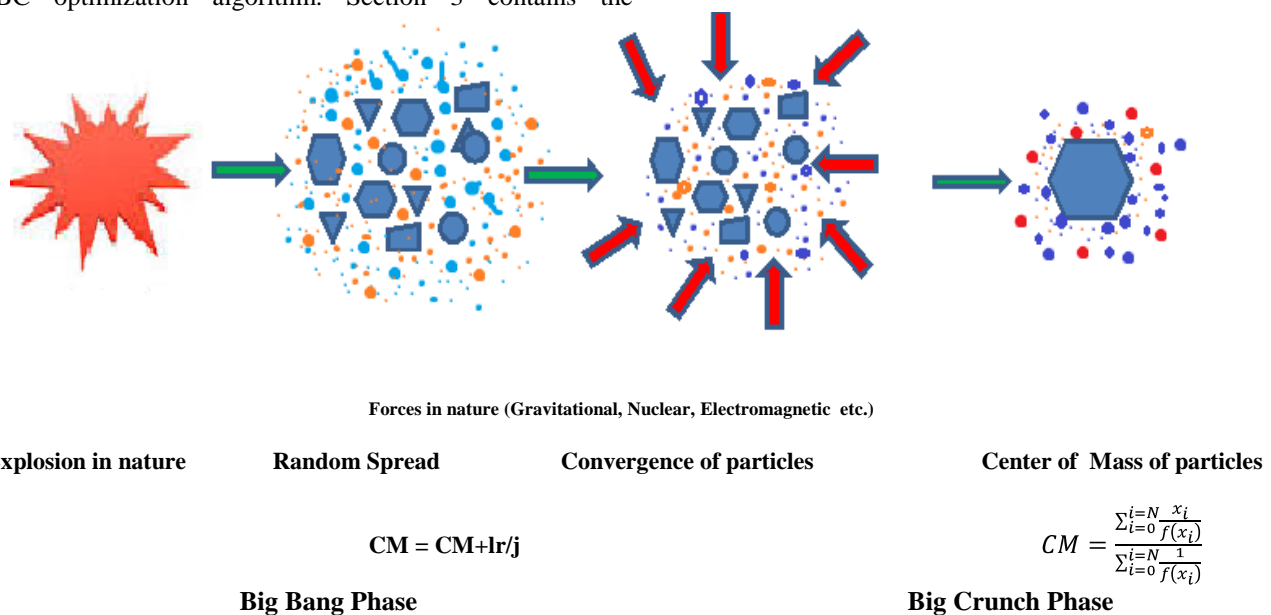 BC optimization algorithm. Section 3 contains the
Forces in nature (Gravitational, Nuclear, Electromagnetic etc.)
xplosion in nature Random Spread Convergence of particles Center of Mass of particles
CM = CM+lr/j
CM = \frac{\sum_{i=0}^{i=N} \frac{x_i}{f(x_i)}}{\sum_{i=0}^{i=N} \frac{1}{f(x_i)}}
Big Bang Phase Big Crunch Phase